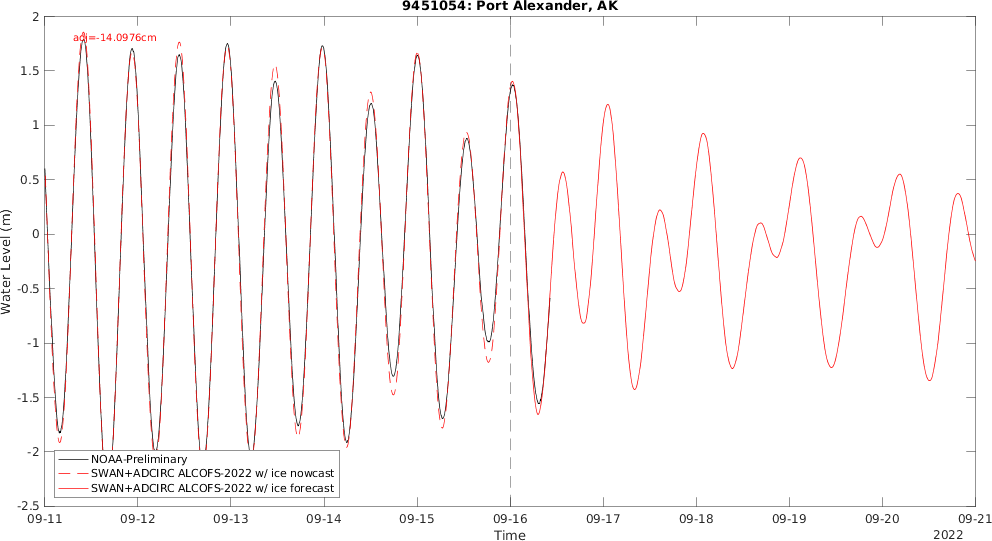 9451054: Port Alexander, AK
adj=-14.0976cm
2
1.5
1
0.5
0
-0.5
-1
-1.5
-2
-2.5
Water Level (m)
NOAA-Preliminary
SWAN+ADCIRC ALCOFS-2022 w/ ice nowcast
SWAN+ADCIRC ALCOFS-2022 w/ ice forecast
09-11 09-12 09-13 09-14 09-15 09-16 09-17 09-18 09-19 09-20 09-21
Time
2022